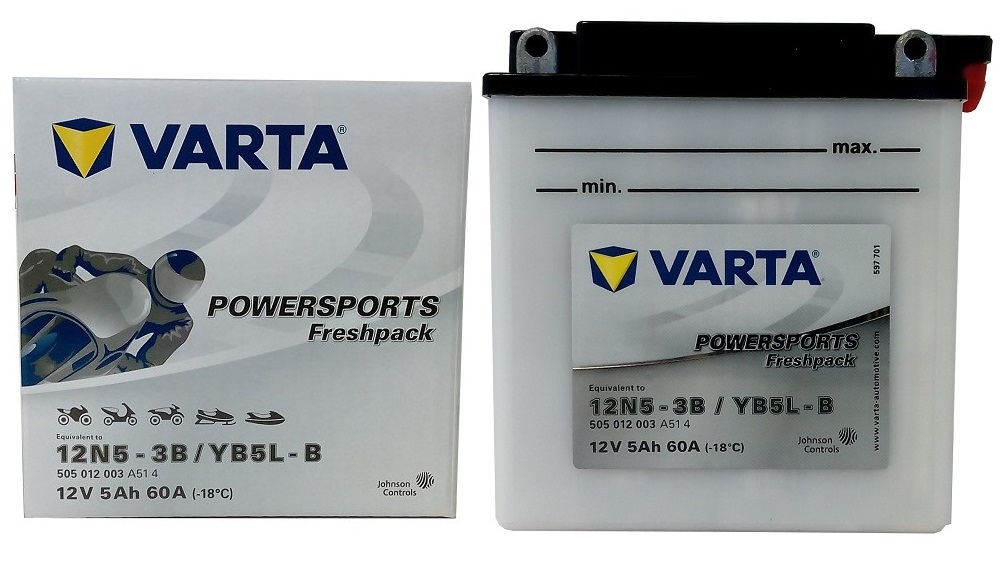 VARTA®
POWERSPORTS
Freshpack
Equivalent to
12N5 - 3B / YB5L - B
505 012 003 A51 4
12V 5Ah 60A (-18°C)
Johnson
Controls
max.
min.
VARTA®
597 701
POWERSPORTS
Freshpack
www.varta-automotive.com
Equivalent to
12N5 - 3B / YB5L - B
505 012 003 A51 4
12V 5Ah 60A (-18°C)
Johnson
Controls